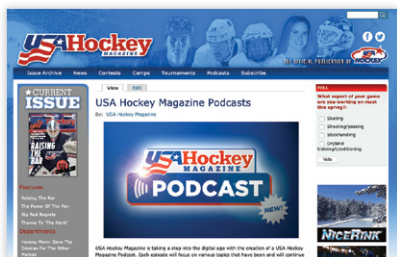 USA Hockey
MAGAZINE
THE OFFICIAL PUBLICATION OF
USA HOCKEY
Issue Archive News Contests Camps Tournaments Podcasts Subscribe
CURRENT
ISSUE
RAISING
THE
BAR
Features
Raising The Bar
The Power Of The Pen
Big Red Regrets
Thanks To "The Hank"
Departments
Hockey Mom: Save The
Dramas For The Other
Mamas
View Edit
USA Hockey Magazine Podcasts
By: USA Hockey Magazine
USA Hockey
MAGAZINE
PODCAST
NEW!
USA Hockey Magazine is taking a step into the digital age with the creation of a USA Hockey
Magazine Podcast. Each episode will focus on various topics that have been and will continue
POLL
What aspect of your game
are you working on most
this spring?:
Skating
Shooting/passing
Stickhandling
Dryland
training/conditioning
Vote
NICERINK